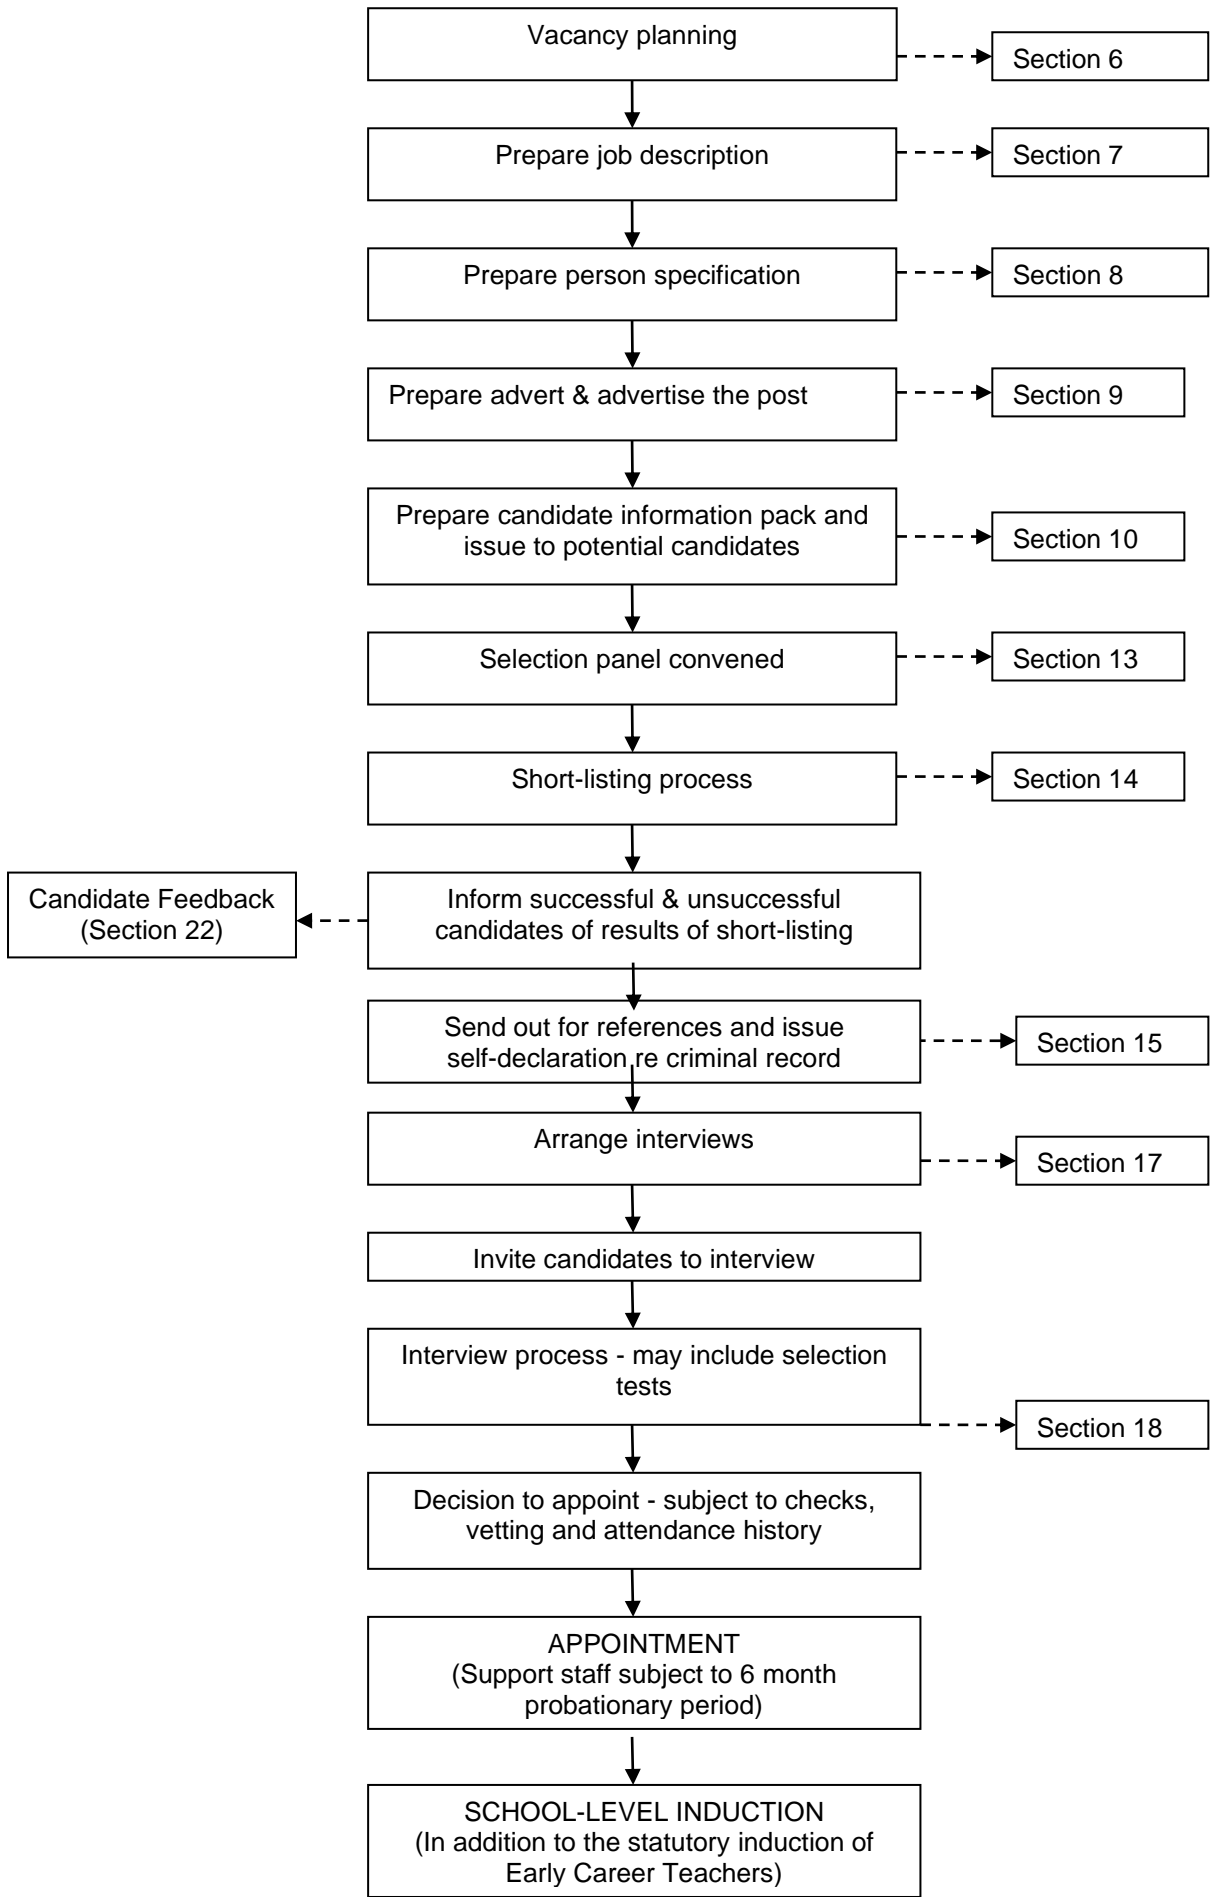 Vacancy planning
Section 6
Prepare job description
Section 7
Prepare person specification
Section 8
Prepare advert & advertise the post
Section 9
Prepare candidate information pack and
issue to potential candidates
Section 10
Selection panel convened
Section 13
Short-listing process
Section 14
Candidate Feedback
(Section 22)
Inform successful & unsuccessful
candidates of results of short-listing
Send out for references and issue
self-declaration re criminal record
Section 15
Arrange interviews
Section 17
Invite candidates to interview
Interview process - may include selection
tests
Section 18
Decision to appoint - subject to checks,
vetting and attendance history
APPOINTMENT
(Support staff subject to 6 month
probationary period)
SCHOOL-LEVEL INDUCTION
(In addition to the statutory induction of
Early Career Teachers)